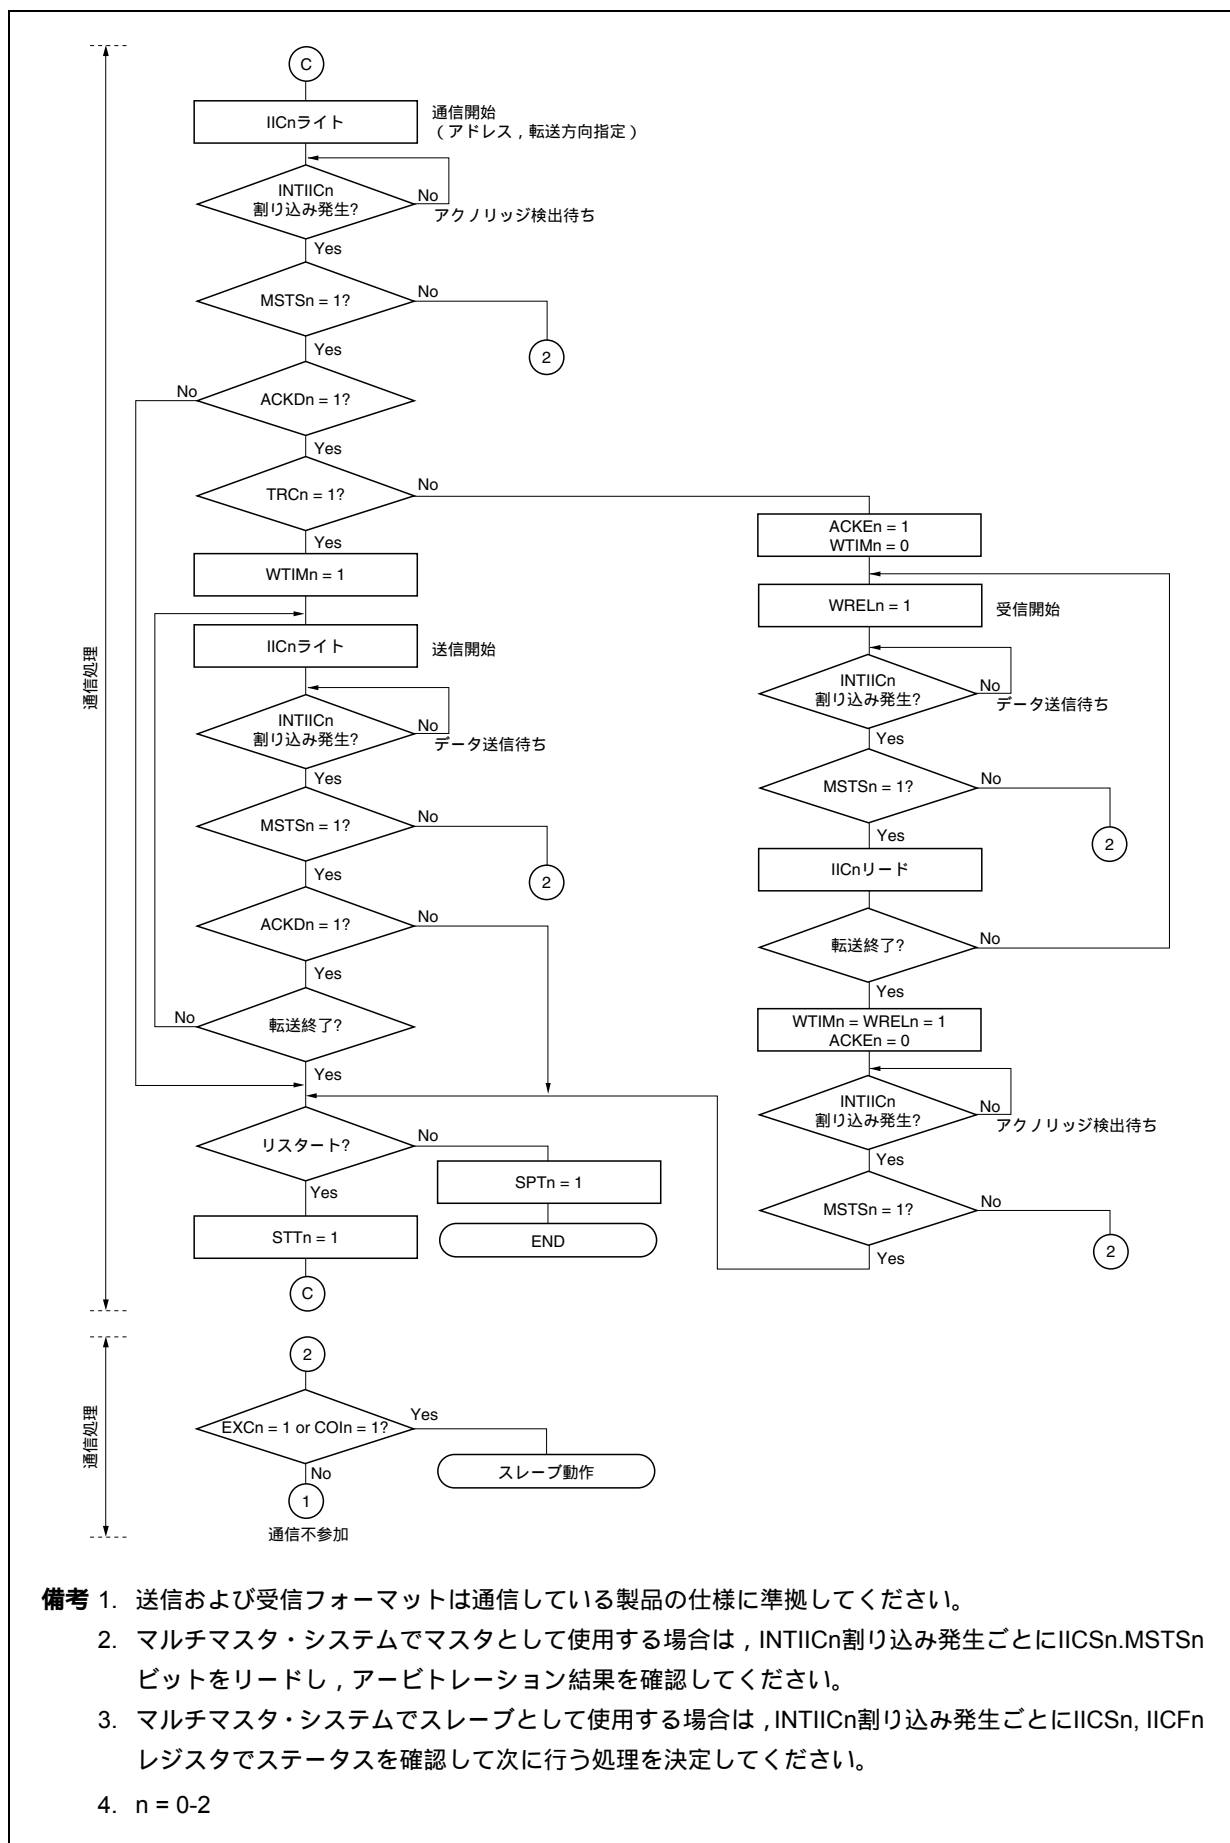 C
IICnライト
通信開始
（アドレス，転送方向指定）
INTIICn
割り込み発生?
No
アクノリッジ検出待ち
Yes
MSTSn = 1?
No
2
Yes
ACKDn = 1?
No
Yes
TRCn = 1?
No
Yes
WTIMn = 1
IICnライト
送信開始
INTIICn
割り込み発生?
No
データ送信待ち
Yes
MSTSn = 1?
No
2
Yes
ACKDn = 1?
No
Yes
転送終了?
No
Yes
ACKEn = 1
WTIMn = 0
WRELn = 1
受信開始
INTIICn
割り込み発生?
No
データ送信待ち
Yes
MSTSn = 1?
No
2
Yes
IICnリード
転送終了?
No
Yes
WTIMn = WRELn = 1
ACKEn = 0
INTIICn
割り込み発生?
No
アクノリッジ検出待ち
Yes
MSTSn = 1?
No
2
Yes
リスタート?
No
SPTn = 1
END
Yes
STTn = 1
C
通信処理
2
EXCn = 1 or COIn = 1?
Yes
スレーブ動作
No
1
通信不参加
通信処理
備考 1. 送信および受信フォーマットは通信している製品の仕様に準拠してください。
2. マルチマスタ・システムでマスタとして使用する場合は，INTIICn割り込み発生ごとにIICSn.MSTSn
ビットをリードし，アービトレーション結果を確認してください。
3. マルチマスタ・システムでスレーブとして使用する場合は，INTIICn割り込み発生ごとにIICSn, IICFn
レジスタでステータスを確認して次に行う処理を決定してください。
4. n = 0-2